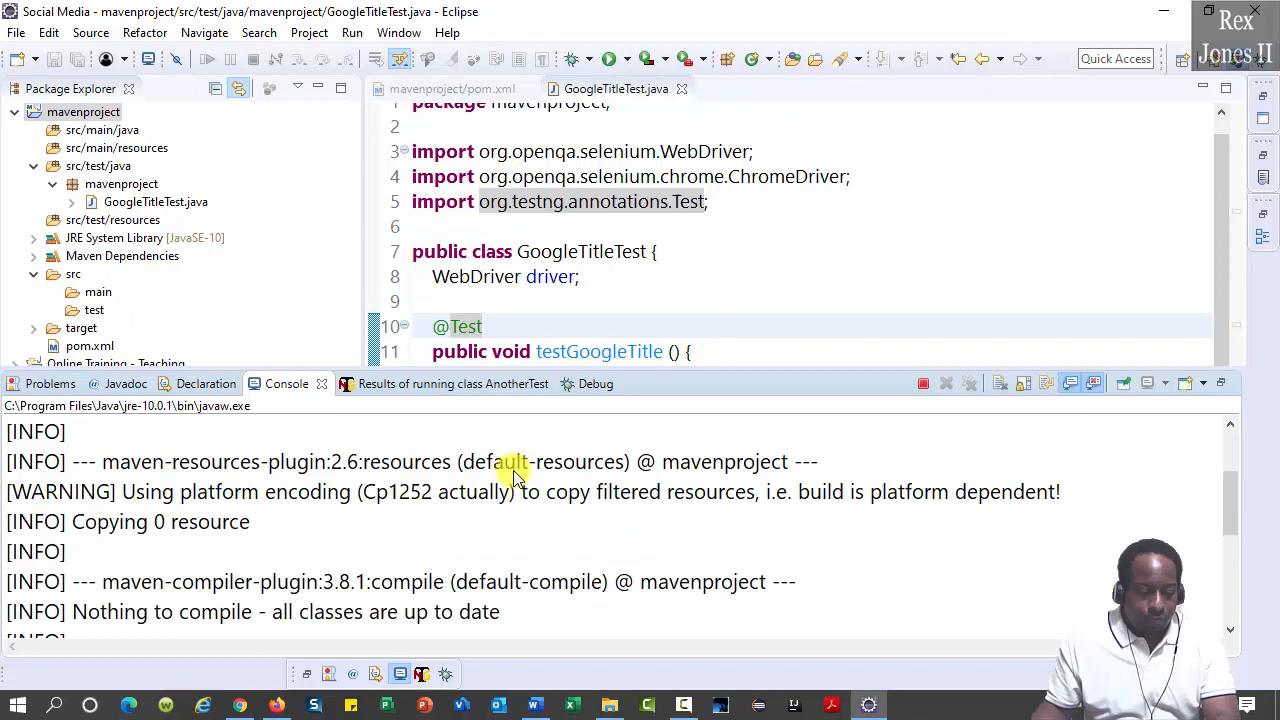 Social Media - mavenproject/src/test/java/mavenproject/GoogleTitleTest.java - Eclipse
Rex
Jones II
File Edit Source Refactor Navigate Search Project Run Window Help
Quick Access
Package Explorer
mavenproject/pom.xml
GoogleTitleTest.java
mavenproject
src/main/java
src/main/resources
src/test/java
mavenproject
GoogleTitleTest.java
src/test/resources
JRE System Library [JavaSE-10]
Maven Dependencies
src
main
test
target
pom.xml
Online Training - Teaching
1 package mavenproject;
2
3 import org.openqa.selenium.WebDriver;
4 import org.openqa.selenium.chrome.ChromeDriver;
5 import org.testng.annotations.Test;
6
7 public class GoogleTitleTest {
8 WebDriver driver;
9
10 @Test
11 public void testGoogleTitle () {
Problems Javadoc Declaration Console Results of running class AnotherTest Debug
C:\Program Files\Java\jre-10.0.1\bin\javaw.exe
[INFO]
[INFO] --- maven-resources-plugin:2.6:resources (default-resources) @ mavenproject ---
[WARNING] Using platform encoding (Cp1252 actually) to copy filtered resources, i.e. build is platform dependent!
[INFO] Copying 0 resource
[INFO]
[INFO] --- maven-compiler-plugin:3.8.1:compile (default-compile) @ mavenproject ---
[INFO] Nothing to compile - all classes are up to date
[INFO]